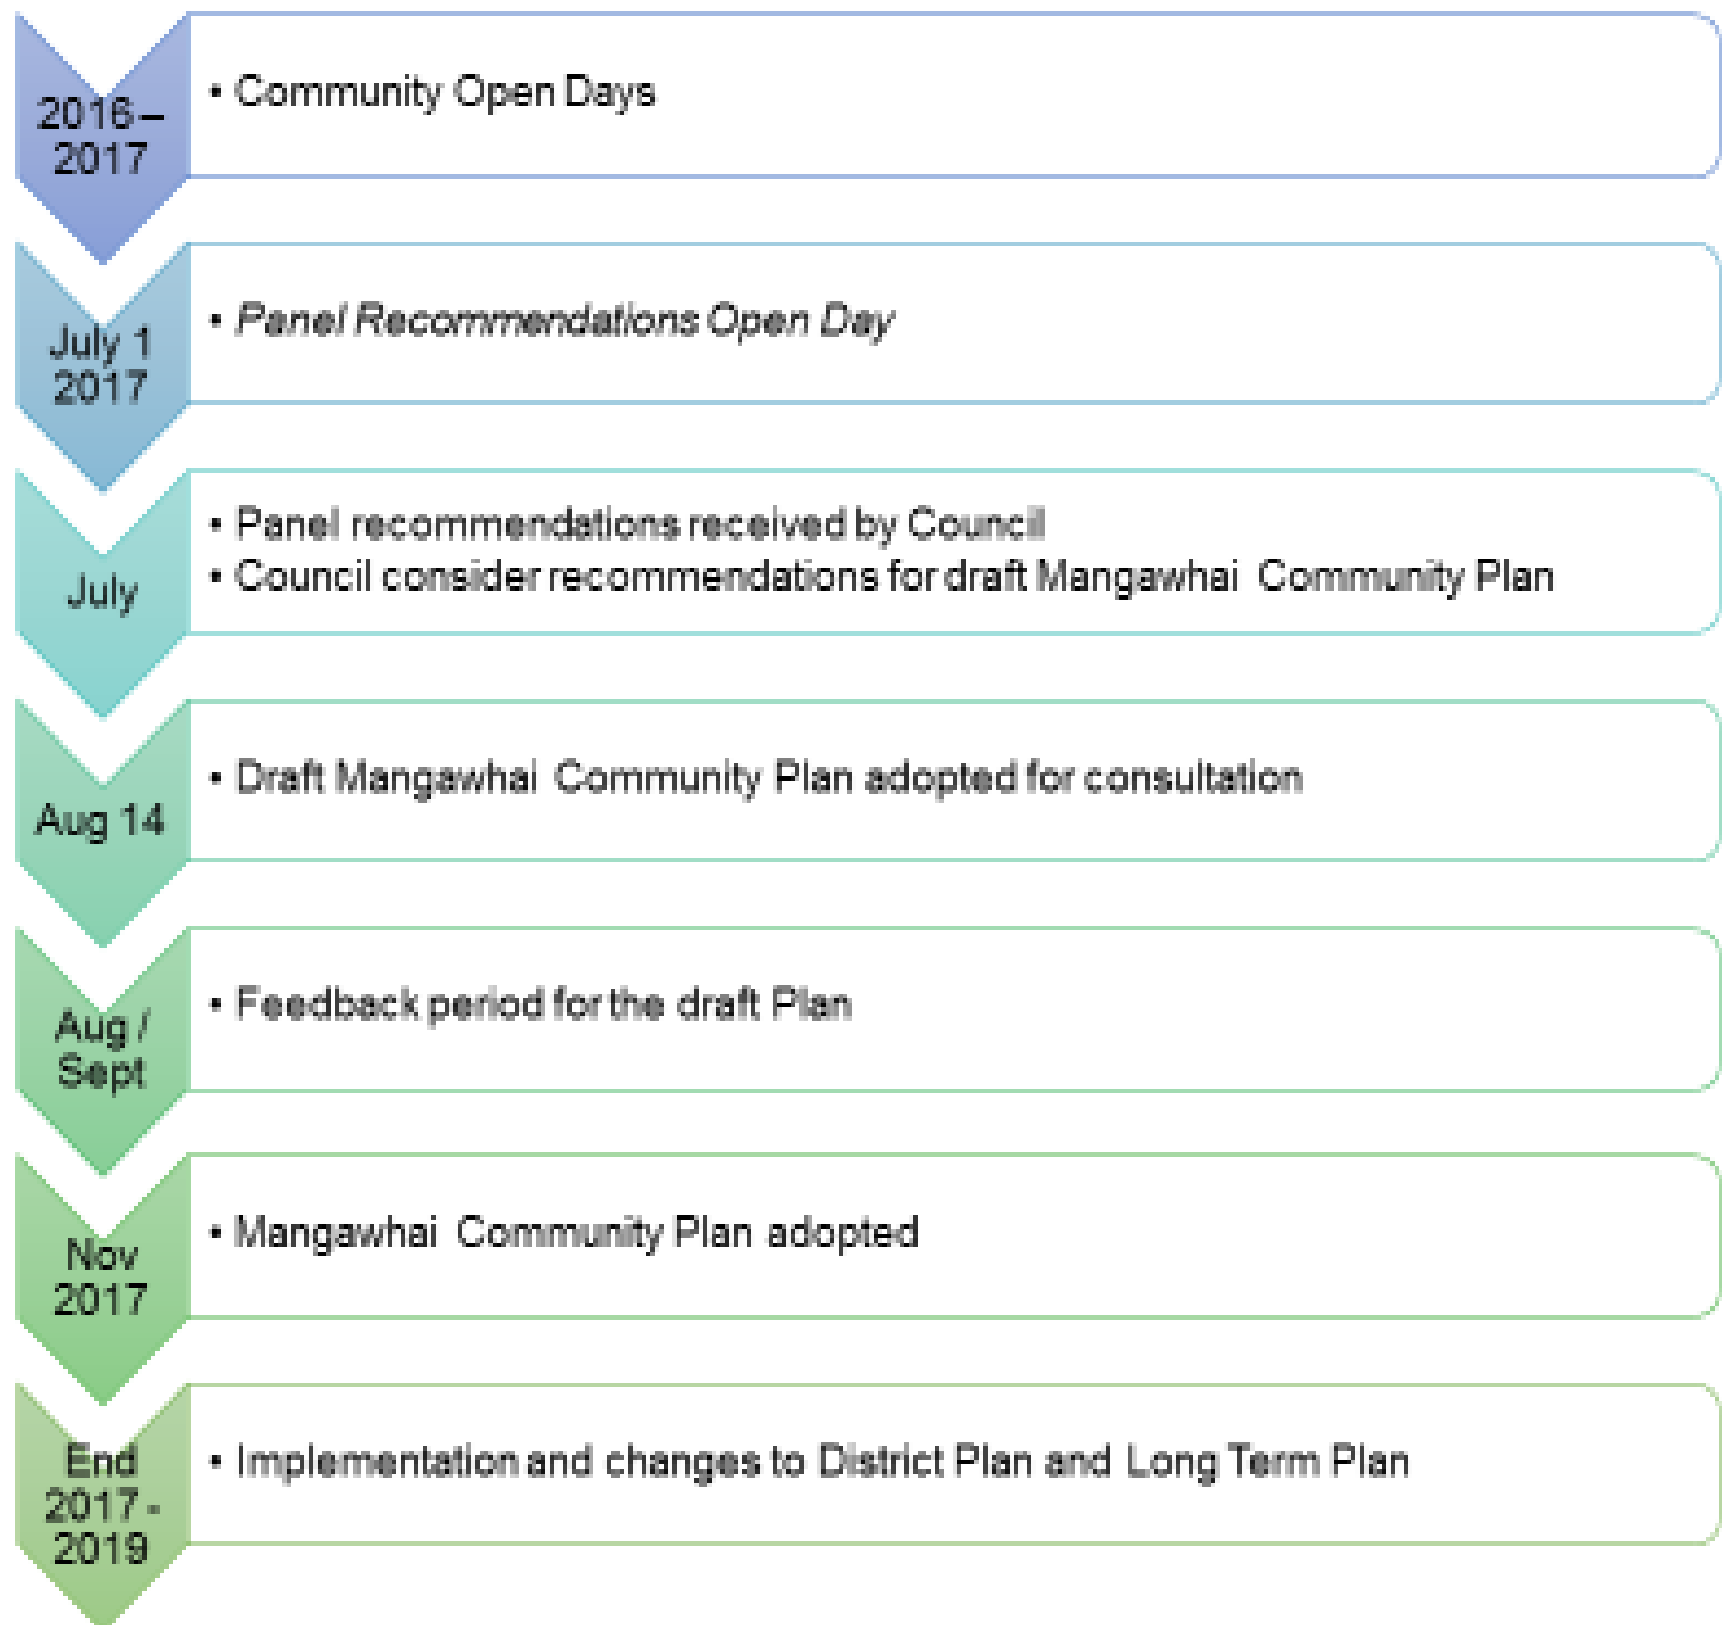 2016 –
2017
• Community Open Days
July 1
2017
• Panel Recommendations Open Day
July
• Panel recommendations received by Council
• Council consider recommendations for draft Mangawhai Community Plan
Aug 14
• Draft Mangawhai Community Plan adopted for consultation
Aug /
Sept
• Feedback period for the draft Plan
Nov
2017
• Mangawhai Community Plan adopted
End
2017 -
2019
• Implementation and changes to District Plan and Long Term Plan